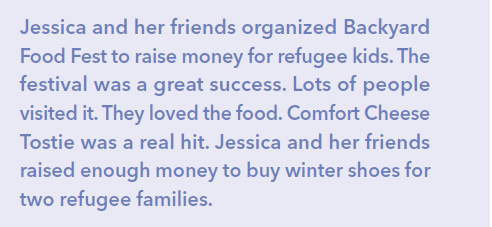 Jessica and her friends organized Backyard
Food Fest to raise money for refugee kids. The
festival was a great success. Lots of people
visited it. They loved the food. Comfort Cheese
Tostie was a real hit. Jessica and her friends
raised enough money to buy winter shoes for
two refugee families.